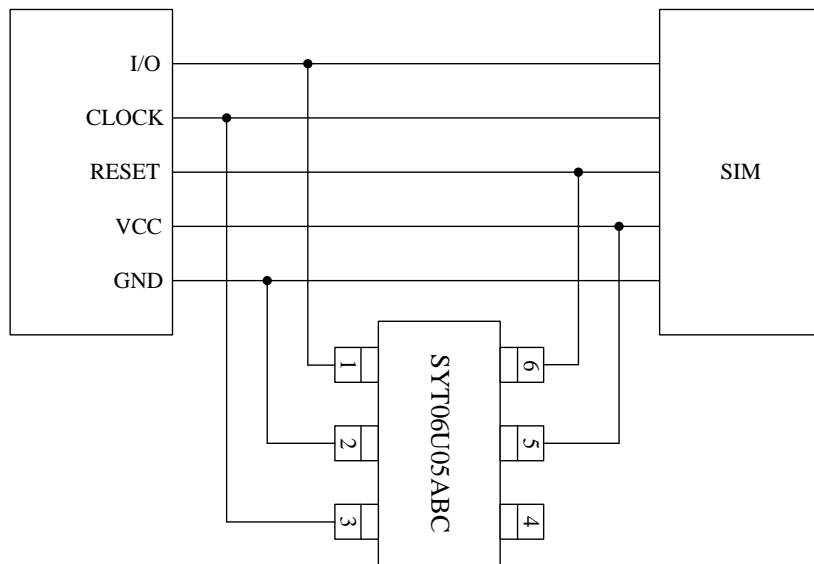 I/O
CLOCK
RESET
VCC
GND
SIM
SYT06U05ABC
1
2
3
6
5
4